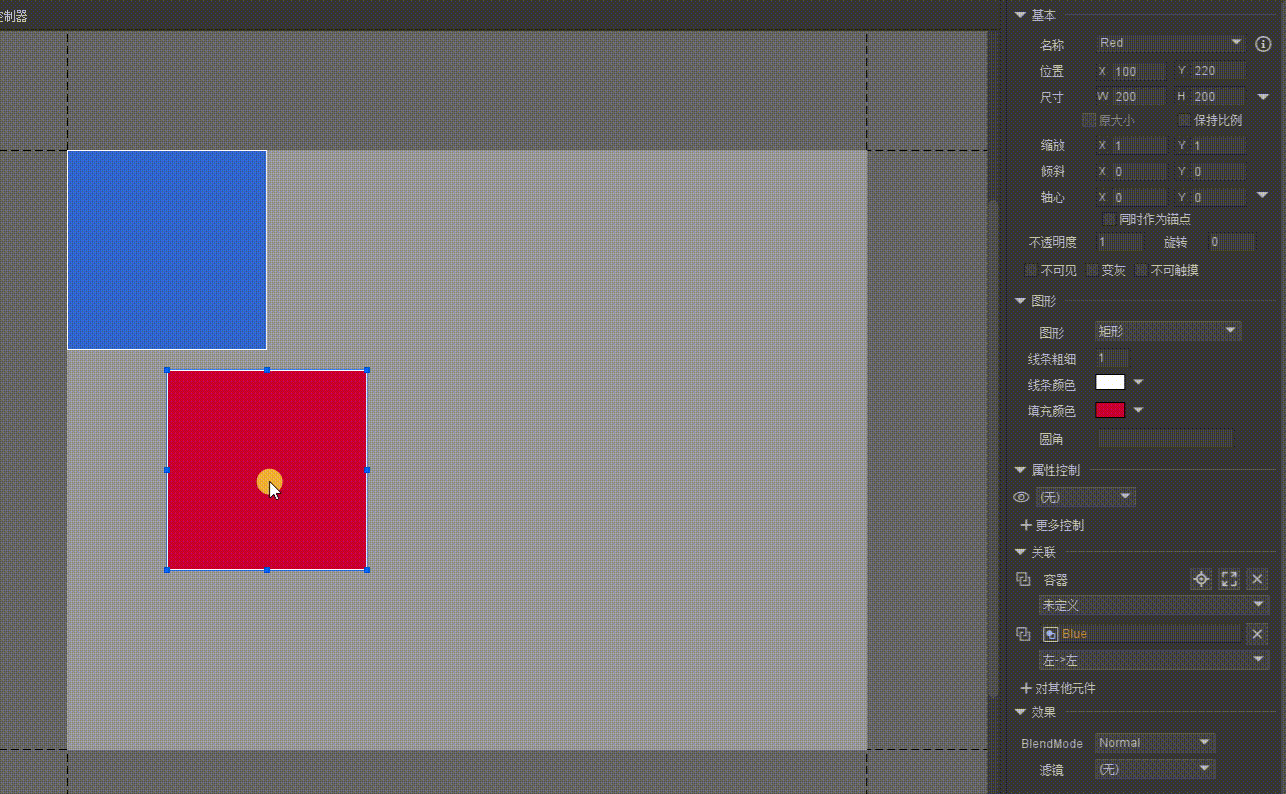 控制器
基本
名称 Red
位置 X 100 Y 220
尺寸 W 200 H 200
原大小 保持比例
缩放 X 1 Y 1
倾斜 X 0 Y 0
轴心 X 0 Y 0
同时作为锚点
不透明度 1 旋转 0
不可见 变灰 不可触摸
图形
图形 矩形
线条粗细 1
线条颜色
填充颜色
圆角
属性控制
(无)
更多控制
关联
容器
未定义
Blue
左->左
对其他元件
效果
BlendMode Normal
滤镜 (无)